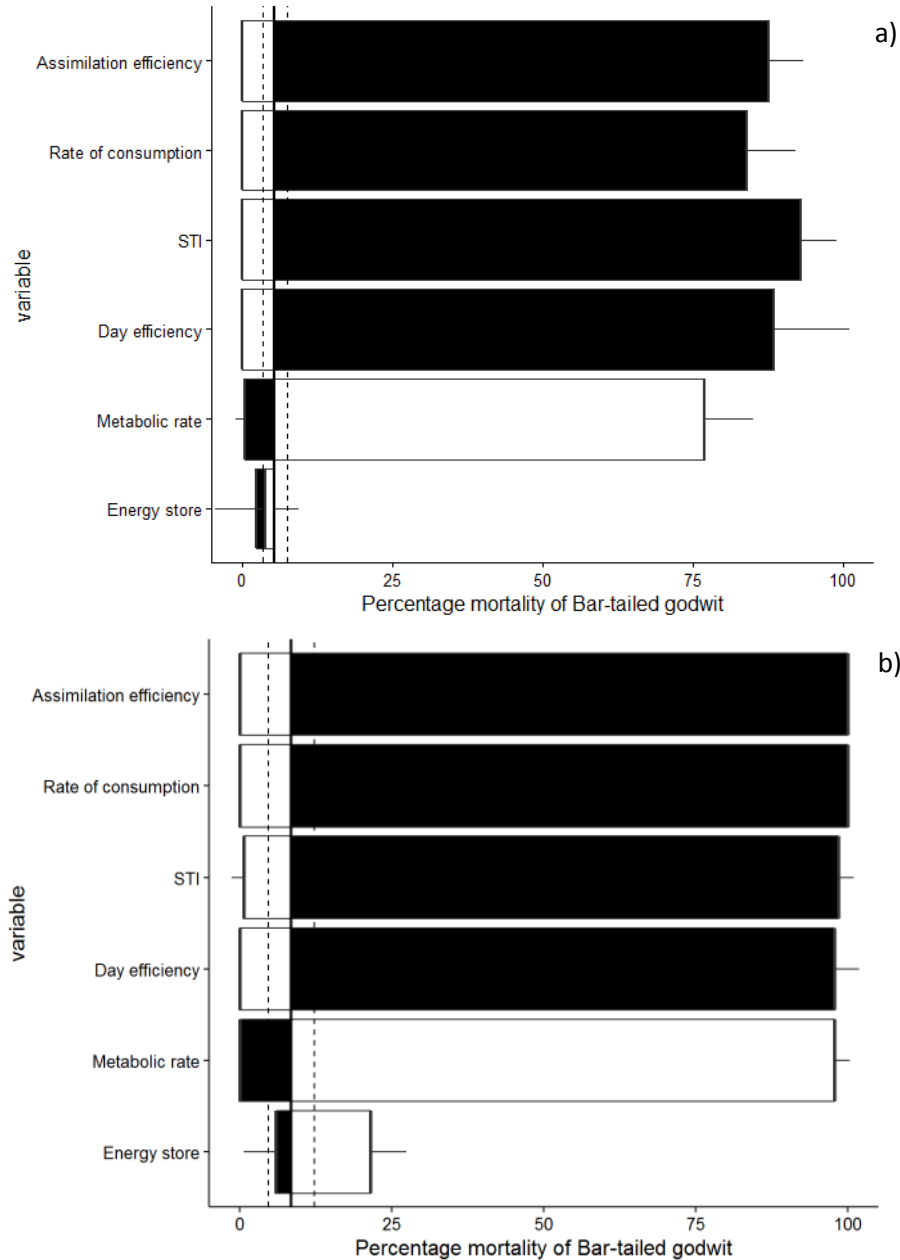 a)
Assimilation efficiency
Rate of consumption
STI
Day efficiency
Metabolic rate
Energy store
variable
0 25 50 75 100
Percentage mortality of Bar-tailed godwit
b)
Assimilation efficiency
Rate of consumption
STI
Day efficiency
Metabolic rate
Energy store
variable
0 25 50 75 100
Percentage mortality of Bar-tailed godwit